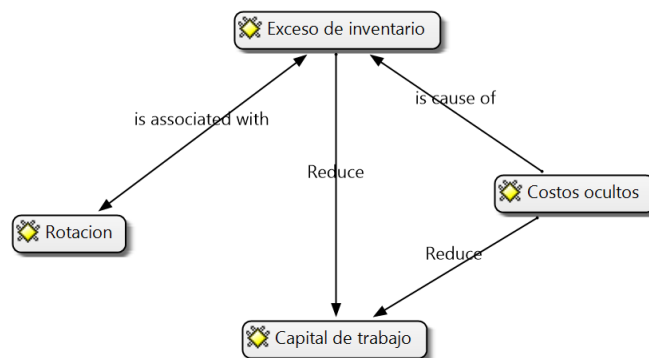 Exceso de inventario
is cause of
is associated with
Reduce
Costos ocultos
Rotacion
Reduce
Capital de trabajo